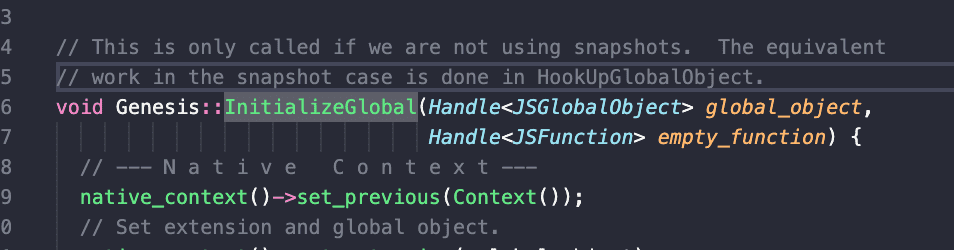 3
4 // This is only called if we are not using snapshots.  The equivalent
5 // work in the snapshot case is done in HookUpGlobalObject.
6 void Genesis::InitializeGlobal(Handle<JSGlobalObject> global_object,
7 Handle<JSFunction> empty_function) {
8 // --- N a t i v e   C o n t e x t ---
9 native_context()->set_previous(Context());
0 // Set extension and global object.